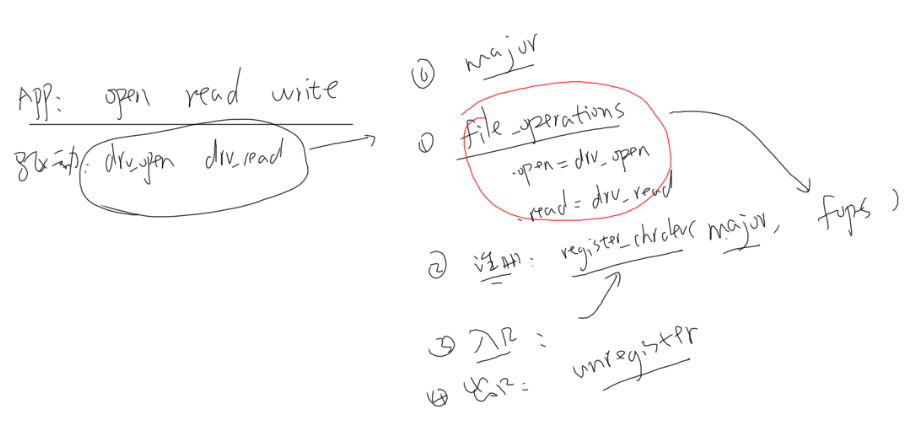 App: open read write
驱动: drv_open drv_read
⓪ major
① file_operations
.open = drv_open
.read = drv_read
② 注册: register_chrdev( major, fops )
③ 入口:
④ 出口: unregister